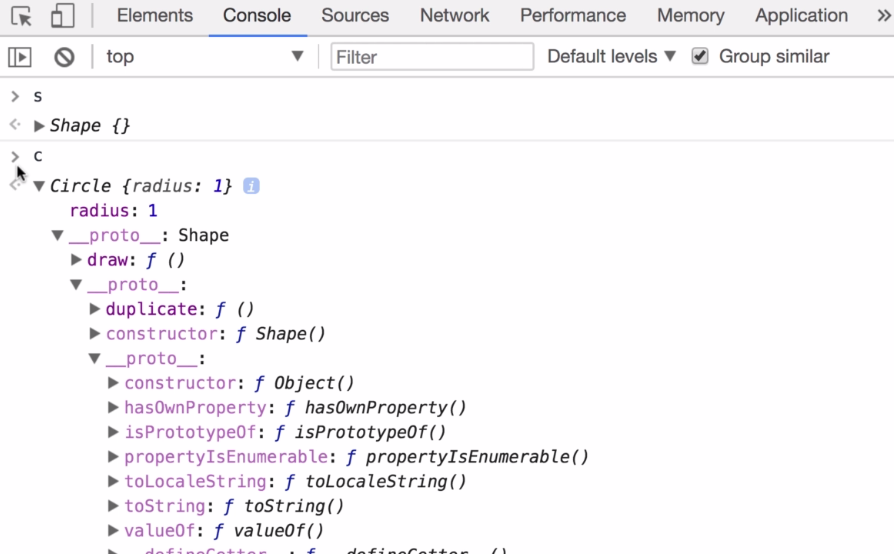 Elements Console Sources Network Performance Memory Application »
top ▼ Filter Default levels ▼ Group similar
> s
▶ Shape {}
> c
▼ Circle {radius: 1} i
radius: 1
▼ __proto__: Shape
▶ draw: ƒ ()
▼ __proto__:
▶ duplicate: ƒ ()
▶ constructor: ƒ Shape()
▼ __proto__:
▶ constructor: ƒ Object()
▶ hasOwnProperty: ƒ hasOwnProperty()
▶ isPrototypeOf: ƒ isPrototypeOf()
▶ propertyIsEnumerable: ƒ propertyIsEnumerable()
▶ toLocaleString: ƒ toLocaleString()
▶ toString: ƒ toString()
▶ valueOf: ƒ valueOf()
▶ __defineGetter__: ƒ __defineGetter__()